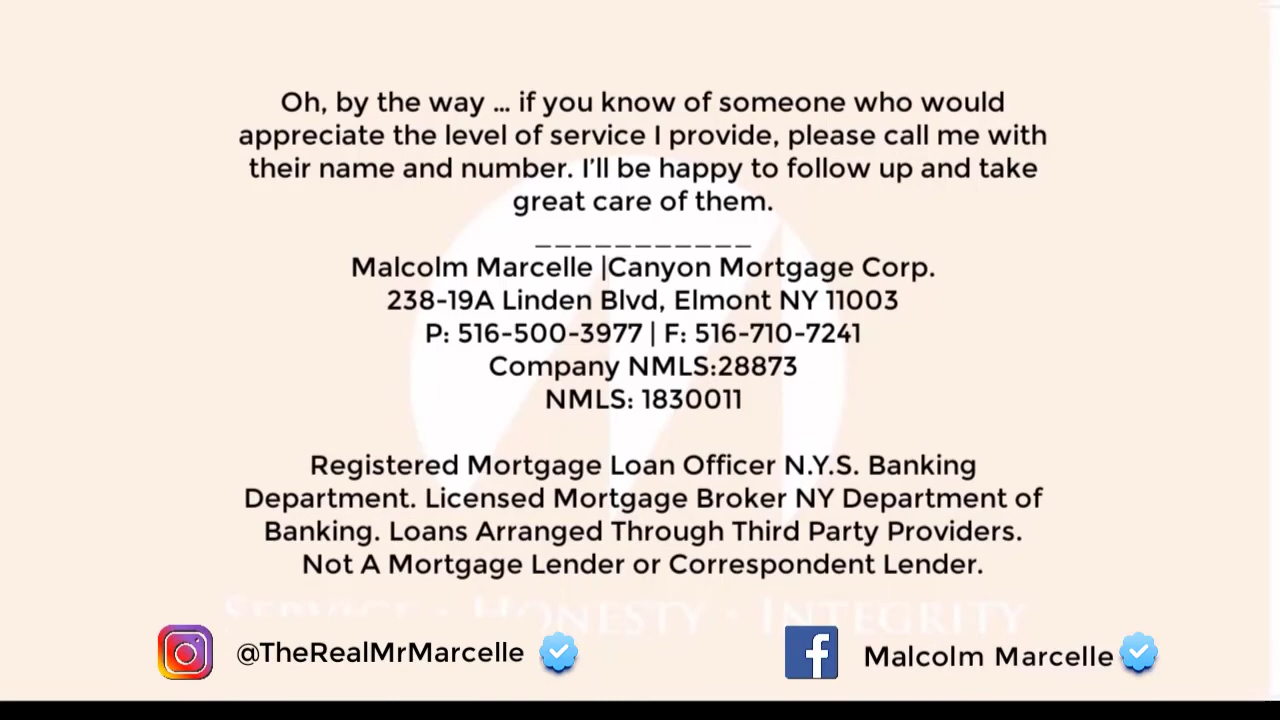 Oh, by the way ... if you know of someone who would
appreciate the level of service I provide, please call me with
their name and number. I'll be happy to follow up and take
great care of them.
___________
Malcolm Marcelle |Canyon Mortgage Corp.
238-19A Linden Blvd, Elmont NY 11003
P: 516-500-3977 | F: 516-710-7241
Company NMLS:28873
NMLS: 1830011
Registered Mortgage Loan Officer N.Y.S. Banking
Department. Licensed Mortgage Broker NY Department of
Banking. Loans Arranged Through Third Party Providers.
Not A Mortgage Lender or Correspondent Lender.
SERVICE · HONESTY · INTEGRITY
@TheRealMrMarcelle
Malcolm Marcelle